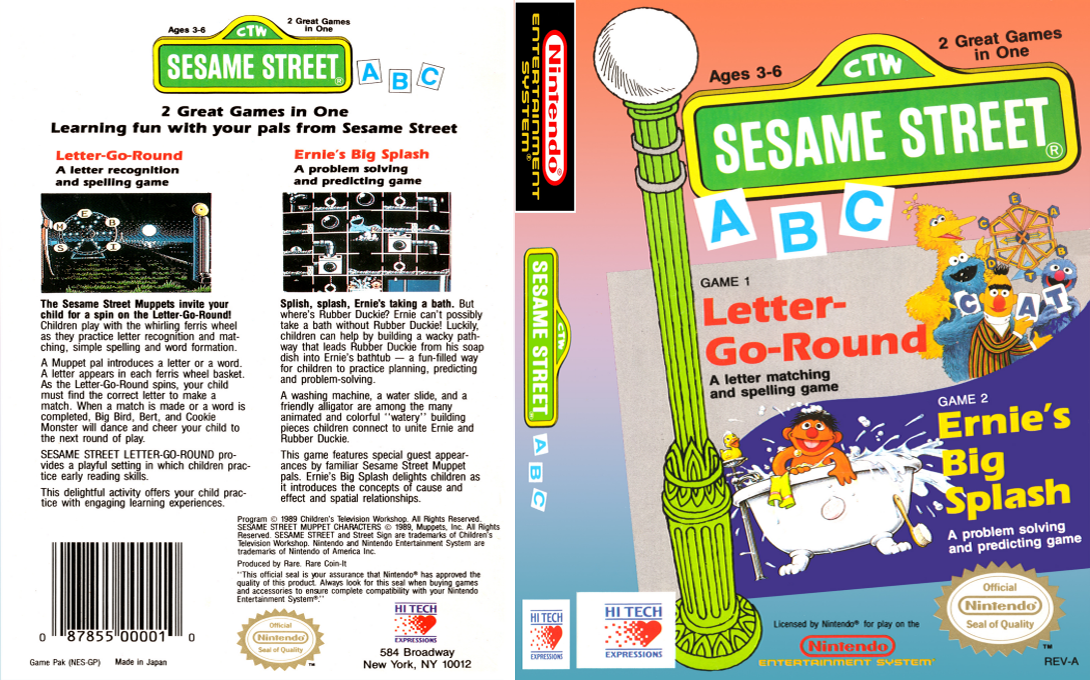 Ages 3-6
2 Great Games
in One
CTW
SESAME STREET®
A B C
2 Great Games in One
Learning fun with your pals from Sesame Street
Letter-Go-Round
A letter recognition
and spelling game
E
M B
S I
The Sesame Street Muppets invite your
child for a spin on the Letter-Go-Round!
Children play with the whirling ferris wheel
as they practice letter recognition and mat-
ching, simple spelling and word formation.
A Muppet pal introduces a letter or a word.
A letter appears in each ferris wheel basket.
As the Letter-Go-Round spins, your child
must find the correct letter to make a
match. When a match is made or a word is
completed, Big Bird, Bert, and Cookie
Monster will dance and cheer your child to
the next round of play.
SESAME STREET LETTER-GO-ROUND pro-
vides a playful setting in which children prac-
tice early reading skills.
This delightful activity offers your child prac-
tice with engaging learning experiences.
Ernie's Big Splash
A problem solving
and predicting game
Splish, splash, Ernie's taking a bath. But
where's Rubber Duckie? Ernie can't possibly
take a bath without Rubber Duckie! Luckily,
children can help by building a wacky path-
way that leads Rubber Duckie from his soap
dish into Ernie's bathtub — a fun-filled way
for children to practice planning, predicting
and problem-solving.
A washing machine, a water slide, and a
friendly alligator are among the many
animated and colorful ''watery'' building
pieces children connect to unite Ernie and
Rubber Duckie.
This game features special guest appear-
ances by familiar Sesame Street Muppet
pals. Ernie's Big Splash delights children as
it introduces the concepts of cause and
effect and spatial relationships.
Program © 1989 Children's Television Workshop. All Rights Reserved.
SESAME STREET MUPPET CHARACTERS © 1989, Muppets, Inc. All Rights
Reserved. SESAME STREET and Street Sign are trademarks of Children's
Television Workshop. Nintendo and Nintendo Entertainment System are
trademarks of Nintendo of America Inc.
Produced by Rare. Rare Coin-It
''This official seal is your assurance that Nintendo® has approved the
quality of this product. Always look for this seal when buying games
and accessories to ensure complete compatibility with your Nintendo
Entertainment System®.''
0 87855 00001 0
Game Pak (NES-GP) Made in Japan
Official
Nintendo®
Seal of Quality
TM
HI TECH
EXPRESSIONS
584 Broadway
New York, NY 10012
Nintendo®
ENTERTAINMENT
SYSTEM®
CTW
SESAME STREET®
A B C
HI TECH
EXPRESSIONS
Ages 3-6
2 Great Games
in One
CTW
SESAME STREET®
A B C
GAME 1
Letter-
Go-Round
A letter matching
and spelling game
C A T
GAME 2
Ernie's
Big
Splash
A problem solving
and predicting game
HI TECH
EXPRESSIONS
Licensed by Nintendo® for play on the
Nintendo
ENTERTAINMENT SYSTEM®
Official
Nintendo®
Seal of Quality
TM
REV-A